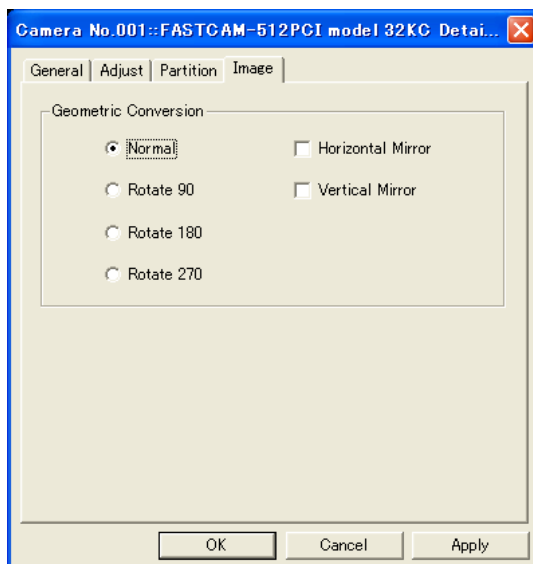 Camera No.001::FASTCAM-512PCI model 32KC Detai...
General Adjust Partition Image
Geometric Conversion
Normal Horizontal Mirror
Rotate 90 Vertical Mirror
Rotate 180
Rotate 270
OK Cancel Apply